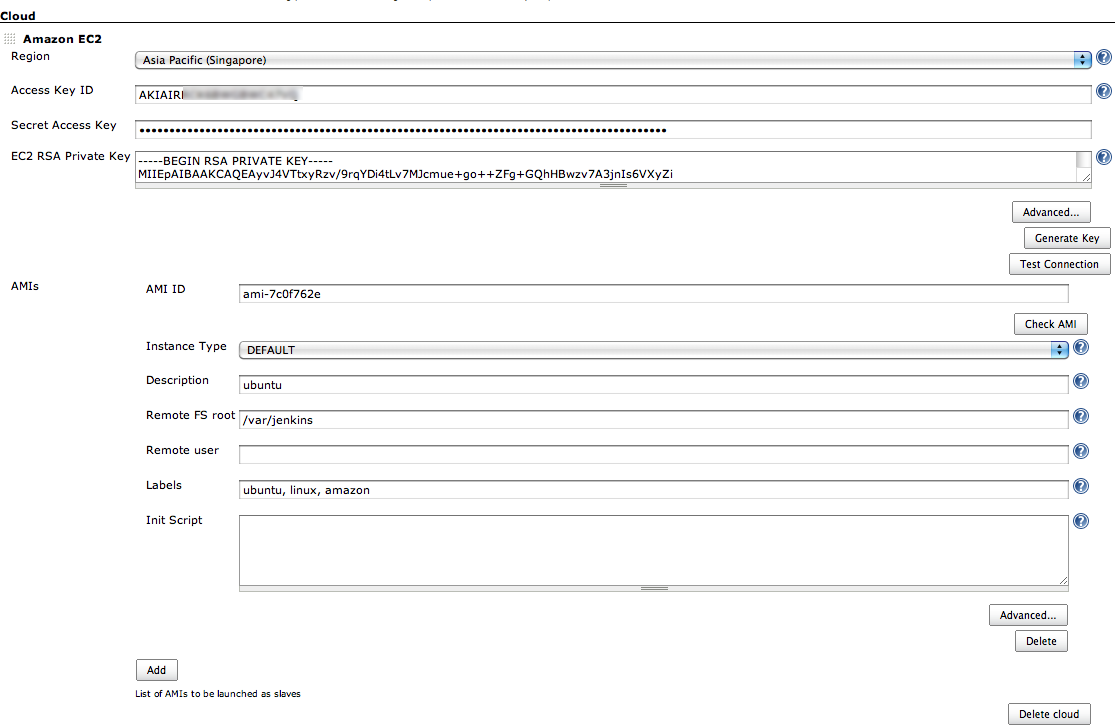 Cloud
Amazon EC2
Region
Asia Pacific (Singapore)
Access Key ID
AKIAIR
Secret Access Key
EC2 RSA Private Key
-----BEGIN RSA PRIVATE KEY-----
MIIEpAIBAAKCAQEAyvJ4VTtxyRzv/9rqYDi4tLv7MJcmue+go++ZFg+GQhHBwzv7A3jnIs6VXyZi
Advanced...
Generate Key
Test Connection
AMIs
AMI ID
ami-7c0f762e
Check AMI
Instance Type
DEFAULT
Description
ubuntu
Remote FS root
/var/jenkins
Remote user
Labels
ubuntu, linux, amazon
Init Script
Advanced...
Delete
Add
List of AMIs to be launched as slaves
Delete cloud